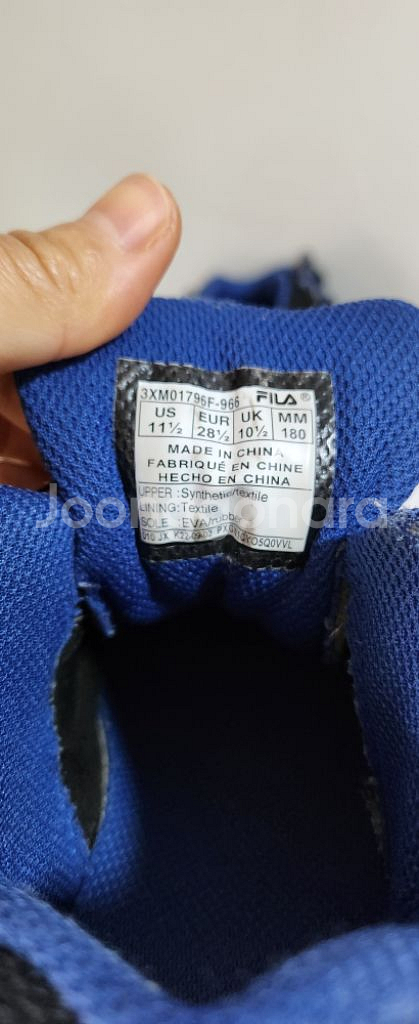 3XM01796F-966 FILA
US EUR UK MM
11½ 28½ 10½ 180
MADE IN CHINA
FABRIQUÉ EN CHINE
HECHO EN CHINA
UPPER :Synthetic/textile
LINING:Textile
SOLE :EVA/rubber